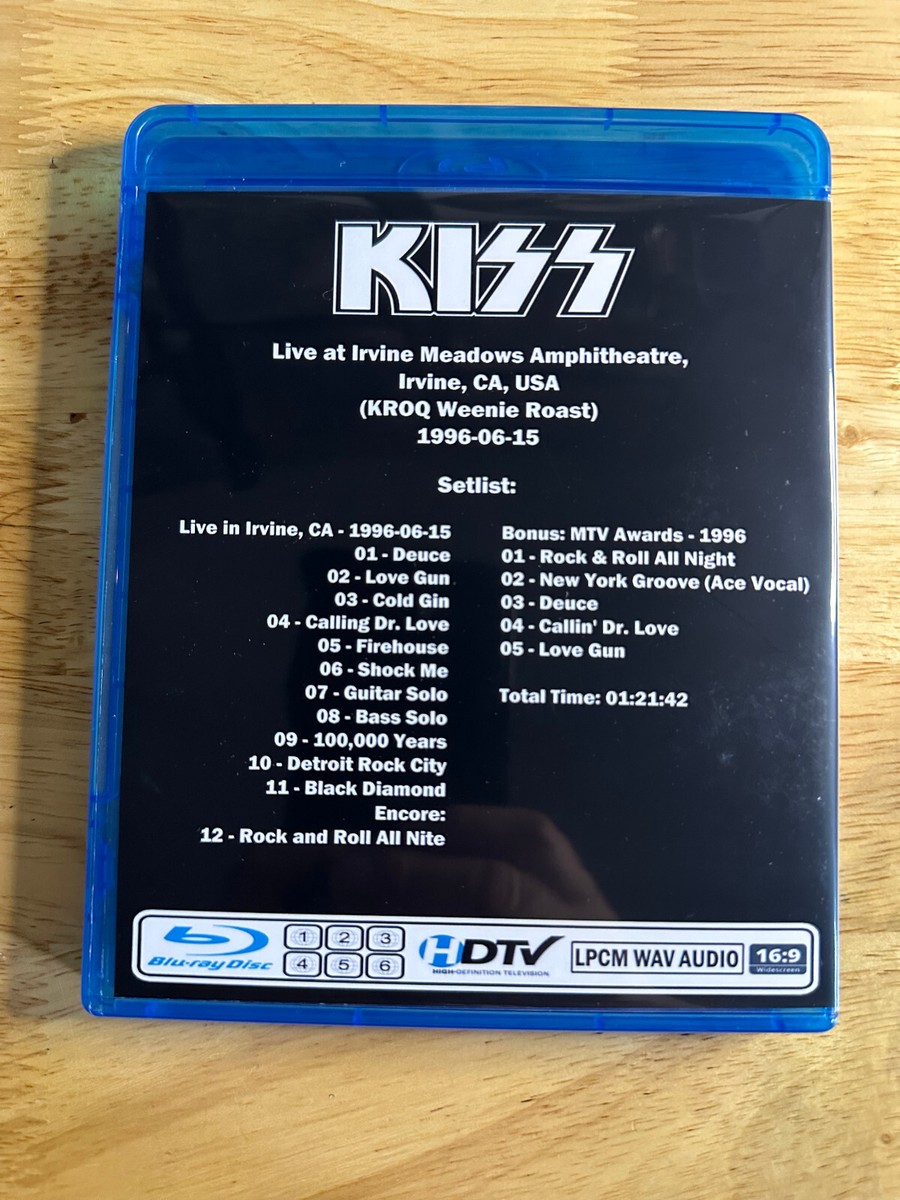 KISS
Live at Irvine Meadows Amphitheatre,
Irvine, CA, USA
(KROQ Weenie Roast)
1996-06-15
Setlist:
Live in Irvine, CA - 1996-06-15
01 - Deuce
02 - Love Gun
03 - Cold Gin
04 - Calling Dr. Love
05 - Firehouse
06 - Shock Me
07 - Guitar Solo
08 - Bass Solo
09 - 100,000 Years
10 - Detroit Rock City
11 - Black Diamond
Encore:
12 - Rock and Roll All Nite
Bonus: MTV Awards - 1996
01 - Rock & Roll All Night
02 - New York Groove (Ace Vocal)
03 - Deuce
04 - Callin' Dr. Love
05 - Love Gun
Total Time: 01:21:42
Blu-ray Disc
1 2 3
4 5 6
HDTV
HIGH-DEFINITION TELEVISION
LPCM WAV AUDIO
16:9
Widescreen